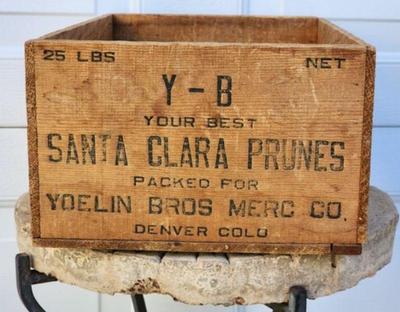 25 LBS NET
Y-B
YOUR BEST
SANTA CLARA PRUNES
PACKED FOR
YOELIN BROS MERC CO.
DENVER COLO